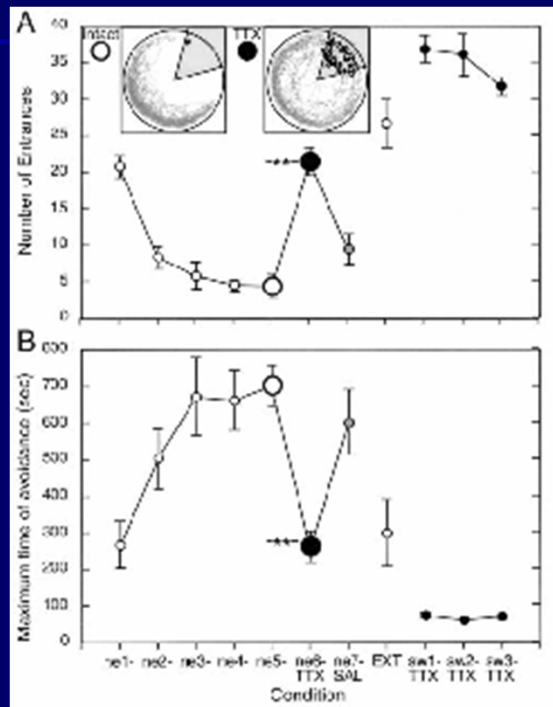 A
Intact
TTX
Number of Entrances
40
35
30
25
20
15
10
5
0
**
B
Maximum time of avoidance (sec)
800
700
600
500
400
300
200
100
0
**
ne1- ne2- ne3- ne4- ne5- ne6- ne7- EXT sw1- sw2- sw3-
TTX SAL TTX TTX TTX
Condition